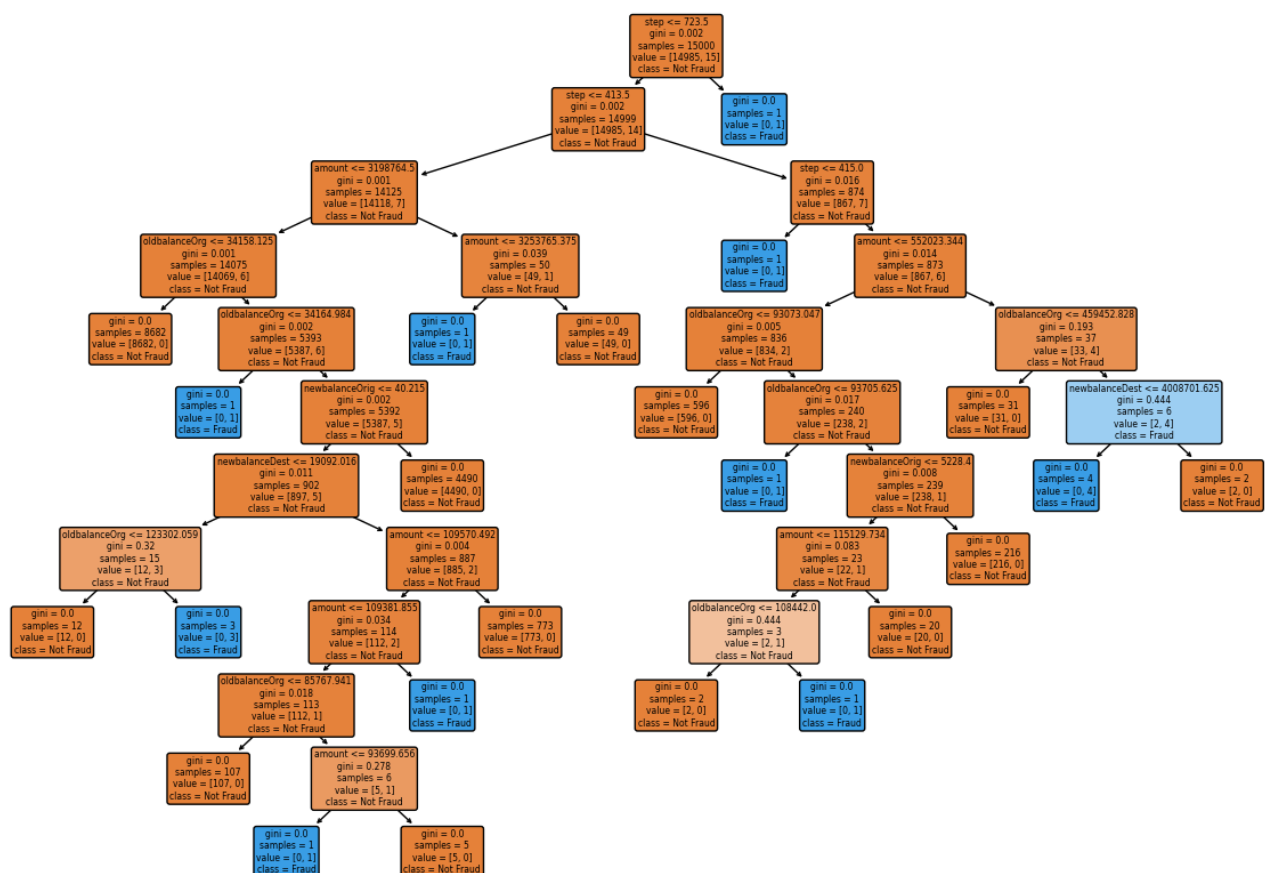 step <= 723.5
gini = 0.002
samples = 15000
value = [14985, 15]
class = Not Fraud
step <= 413.5
gini = 0.002
samples = 14999
value = [14985, 14]
class = Not Fraud
gini = 0.0
samples = 1
value = [0, 1]
class = Fraud
amount <= 3198764.5
gini = 0.001
samples = 14125
value = [14118, 7]
class = Not Fraud
step <= 415.0
gini = 0.016
samples = 874
value = [867, 7]
class = Not Fraud
oldbalanceOrg <= 34158.125
gini = 0.001
samples = 14075
value = [14069, 6]
class = Not Fraud
amount <= 3253765.375
gini = 0.039
samples = 50
value = [49, 1]
class = Not Fraud
gini = 0.0
samples = 1
value = [0, 1]
class = Fraud
amount <= 552023.344
gini = 0.014
samples = 873
value = [867, 6]
class = Not Fraud
gini = 0.0
samples = 8682
value = [8682, 0]
class = Not Fraud
oldbalanceOrg <= 34164.984
gini = 0.002
samples = 5393
value = [5387, 6]
class = Not Fraud
gini = 0.0
samples = 1
value = [0, 1]
class = Fraud
gini = 0.0
samples = 49
value = [49, 0]
class = Not Fraud
oldbalanceOrg <= 93073.047
gini = 0.005
samples = 836
value = [834, 2]
class = Not Fraud
oldbalanceOrg <= 459452.828
gini = 0.193
samples = 37
value = [33, 4]
class = Not Fraud
gini = 0.0
samples = 1
value = [0, 1]
class = Fraud
newbalanceOrig <= 40.215
gini = 0.002
samples = 5392
value = [5387, 5]
class = Not Fraud
gini = 0.0
samples = 596
value = [596, 0]
class = Not Fraud
oldbalanceOrg <= 93705.625
gini = 0.017
samples = 240
value = [238, 2]
class = Not Fraud
gini = 0.0
samples = 31
value = [31, 0]
class = Not Fraud
newbalanceDest <= 4008701.625
gini = 0.444
samples = 6
value = [2, 4]
class = Fraud
newbalanceDest <= 19092.016
gini = 0.011
samples = 902
value = [897, 5]
class = Not Fraud
gini = 0.0
samples = 4490
value = [4490, 0]
class = Not Fraud
gini = 0.0
samples = 1
value = [0, 1]
class = Fraud
newbalanceOrig <= 5228.4
gini = 0.008
samples = 239
value = [238, 1]
class = Not Fraud
gini = 0.0
samples = 4
value = [0, 4]
class = Fraud
gini = 0.0
samples = 2
value = [2, 0]
class = Not Fraud
oldbalanceOrg <= 123302.059
gini = 0.32
samples = 15
value = [12, 3]
class = Not Fraud
amount <= 109570.492
gini = 0.004
samples = 887
value = [885, 2]
class = Not Fraud
amount <= 115129.734
gini = 0.083
samples = 23
value = [22, 1]
class = Not Fraud
gini = 0.0
samples = 216
value = [216, 0]
class = Not Fraud
gini = 0.0
samples = 12
value = [12, 0]
class = Not Fraud
gini = 0.0
samples = 3
value = [0, 3]
class = Fraud
amount <= 109381.855
gini = 0.034
samples = 114
value = [112, 2]
class = Not Fraud
gini = 0.0
samples = 773
value = [773, 0]
class = Not Fraud
oldbalanceOrg <= 108442.0
gini = 0.444
samples = 3
value = [2, 1]
class = Not Fraud
gini = 0.0
samples = 20
value = [20, 0]
class = Not Fraud
oldbalanceOrg <= 85767.941
gini = 0.018
samples = 113
value = [112, 1]
class = Not Fraud
gini = 0.0
samples = 1
value = [0, 1]
class = Fraud
gini = 0.0
samples = 2
value = [2, 0]
class = Not Fraud
gini = 0.0
samples = 1
value = [0, 1]
class = Fraud
gini = 0.0
samples = 107
value = [107, 0]
class = Not Fraud
amount <= 93699.656
gini = 0.278
samples = 6
value = [5, 1]
class = Not Fraud
gini = 0.0
samples = 1
value = [0, 1]
class = Fraud
gini = 0.0
samples = 5
value = [5, 0]
class = Not Fraud